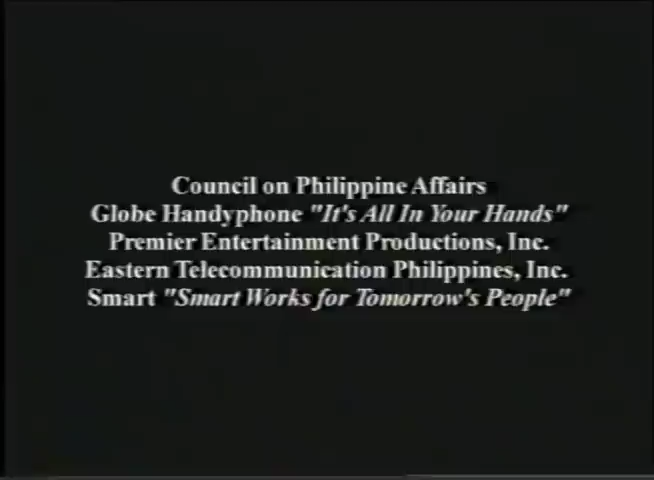 Council on Philippine Affairs
Globe Handyphone "It's All In Your Hands"
Premier Entertainment Productions, Inc.
Eastern Telecommunication Philippines, Inc.
Smart "Smart Works for Tomorrow's People"